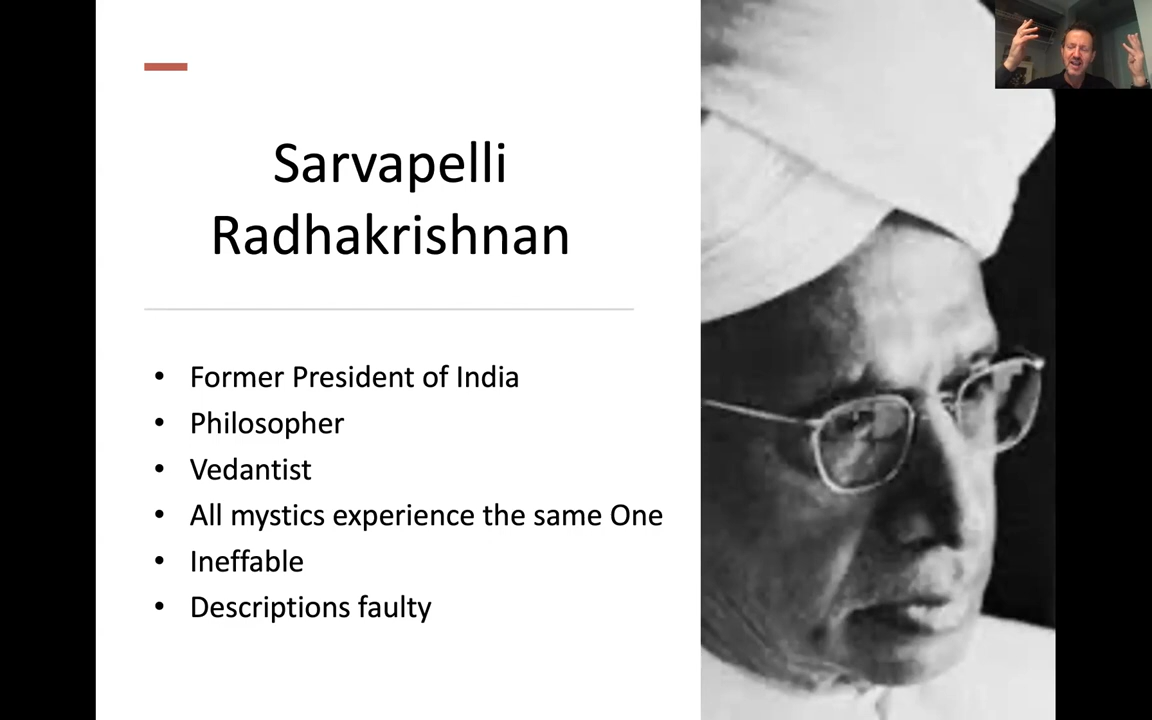 Sarvapelli
Radhakrishnan
• Former President of India
• Philosopher
• Vedantist
• All mystics experience the same One
• Ineffable
• Descriptions faulty